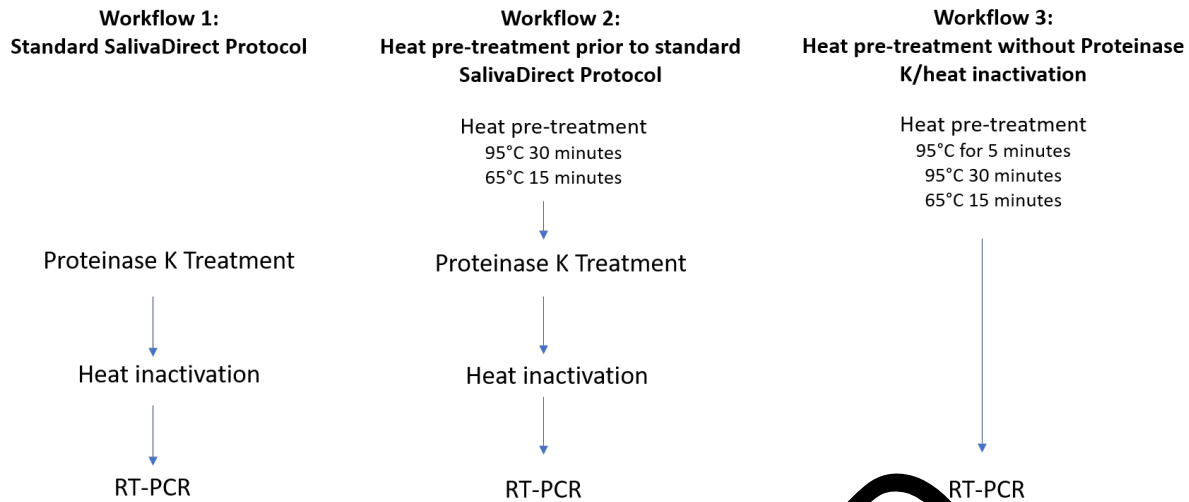 Workflow 1:
Standard SalivaDirect Protocol
Proteinase K Treatment
Heat inactivation
RT-PCR
Workflow 2:
Heat pre-treatment prior to standard
SalivaDirect Protocol
Heat pre-treatment
95°C 30 minutes
65°C 15 minutes
Proteinase K Treatment
Heat inactivation
RT-PCR
Workflow 3:
Heat pre-treatment without Proteinase
K/heat inactivation
Heat pre-treatment
95°C for 5 minutes
95°C 30 minutes
65°C 15 minutes
RT-PCR